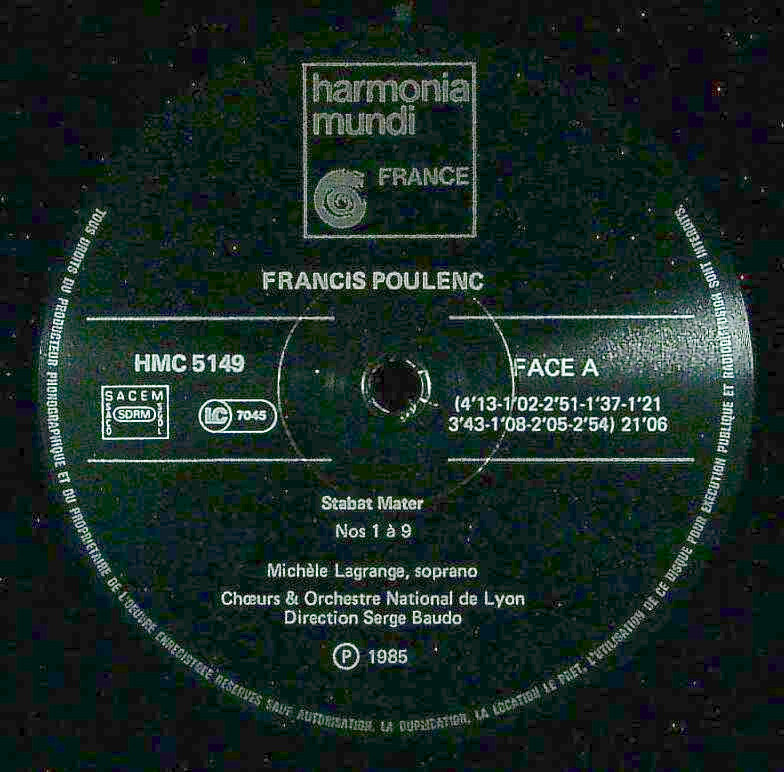 harmonia
mundi
FRANCE
FRANCIS POULENC
HMC 5149
SACEM
SDRM
LC 7045
FACE A
(4'13-1'02-2'51-1'37-1'21
3'43-1'08-2'05-2'54) 21'06
Stabat Mater
Nos 1 à 9
Michèle Lagrange, soprano
Chœurs & Orchestre National de Lyon
Direction Serge Baudo
Ⓟ 1985
TOUS DROITS DU PRODUCTEUR PHONOGRAPHIQUE ET DU PROPRIETAIRE DE L'OEUVRE ENREGISTREE RESERVES SAUF AUTORISATION, LA DUPLICATION, LA LOCATION LE PRET, L'UTILISATION DE CE DISQUE POUR EXECUTION PUBLIQUE ET RADIODIFFUSION SONT INTERDITS.